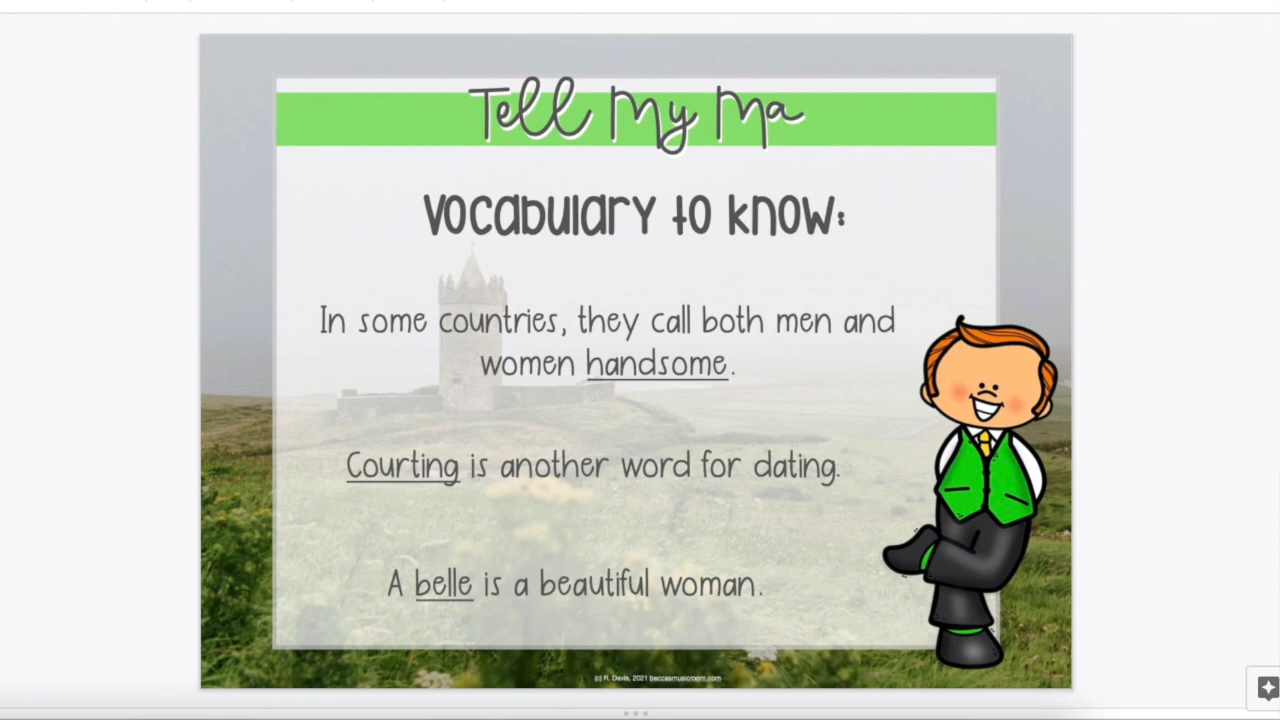 Tell My Ma
Vocabulary to know:
In some countries, they call both men and
women handsome.
Courting is another word for dating.
A belle is a beautiful woman.
(c) R. Davis, 2021 beccasmusicroom.com